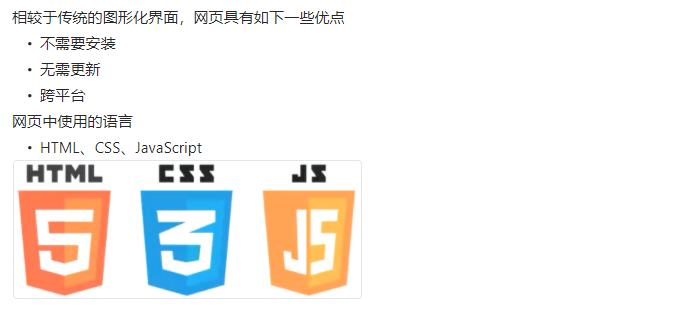 相较于传统的图形化界面，网页具有如下一些优点
• 不需要安装
• 无需更新
• 跨平台
网页中使用的语言
• HTML、CSS、JavaScript
HTML CSS JS
5 3 JS